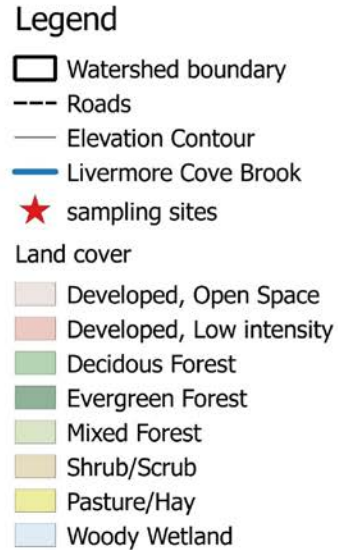 Legend
Watershed boundary
Roads
Elevation Contour
Livermore Cove Brook
sampling sites
Land cover
Developed, Open Space
Developed, Low intensity
Decidous Forest
Evergreen Forest
Mixed Forest
Shrub/Scrub
Pasture/Hay
Woody Wetland